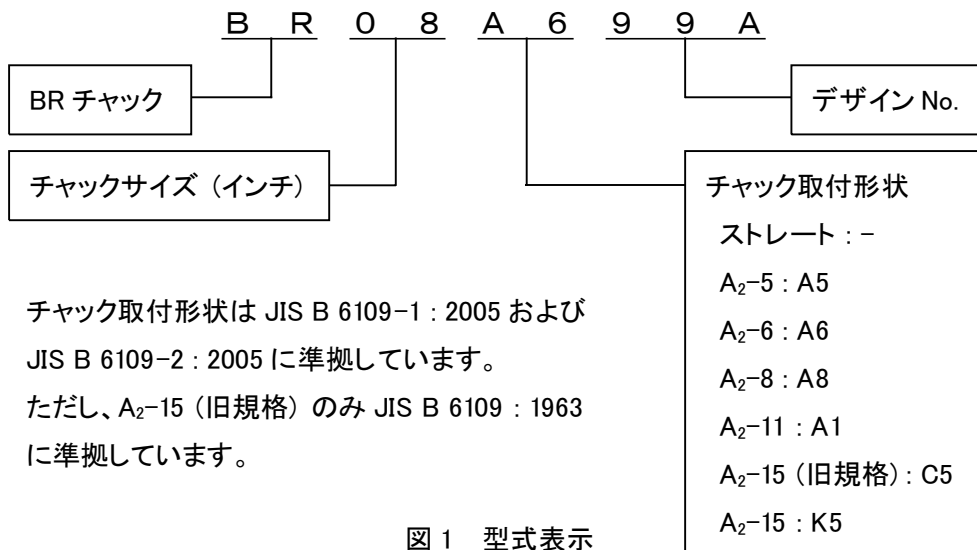 BR08A699A
BR チャック
デザイン No.
チャックサイズ (インチ)
チャック取付形状
ストレート : -
A₂-5 : A5
A₂-6 : A6
A₂-8 : A8
A₂-11 : A1
A₂-15 (旧規格) : C5
A₂-15 : K5
チャック取付形状は JIS B 6109-1 : 2005 および
JIS B 6109-2 : 2005 に準拠しています。
ただし、A₂-15 (旧規格) のみ JIS B 6109 : 1963
に準拠しています。
図 1 型式表示